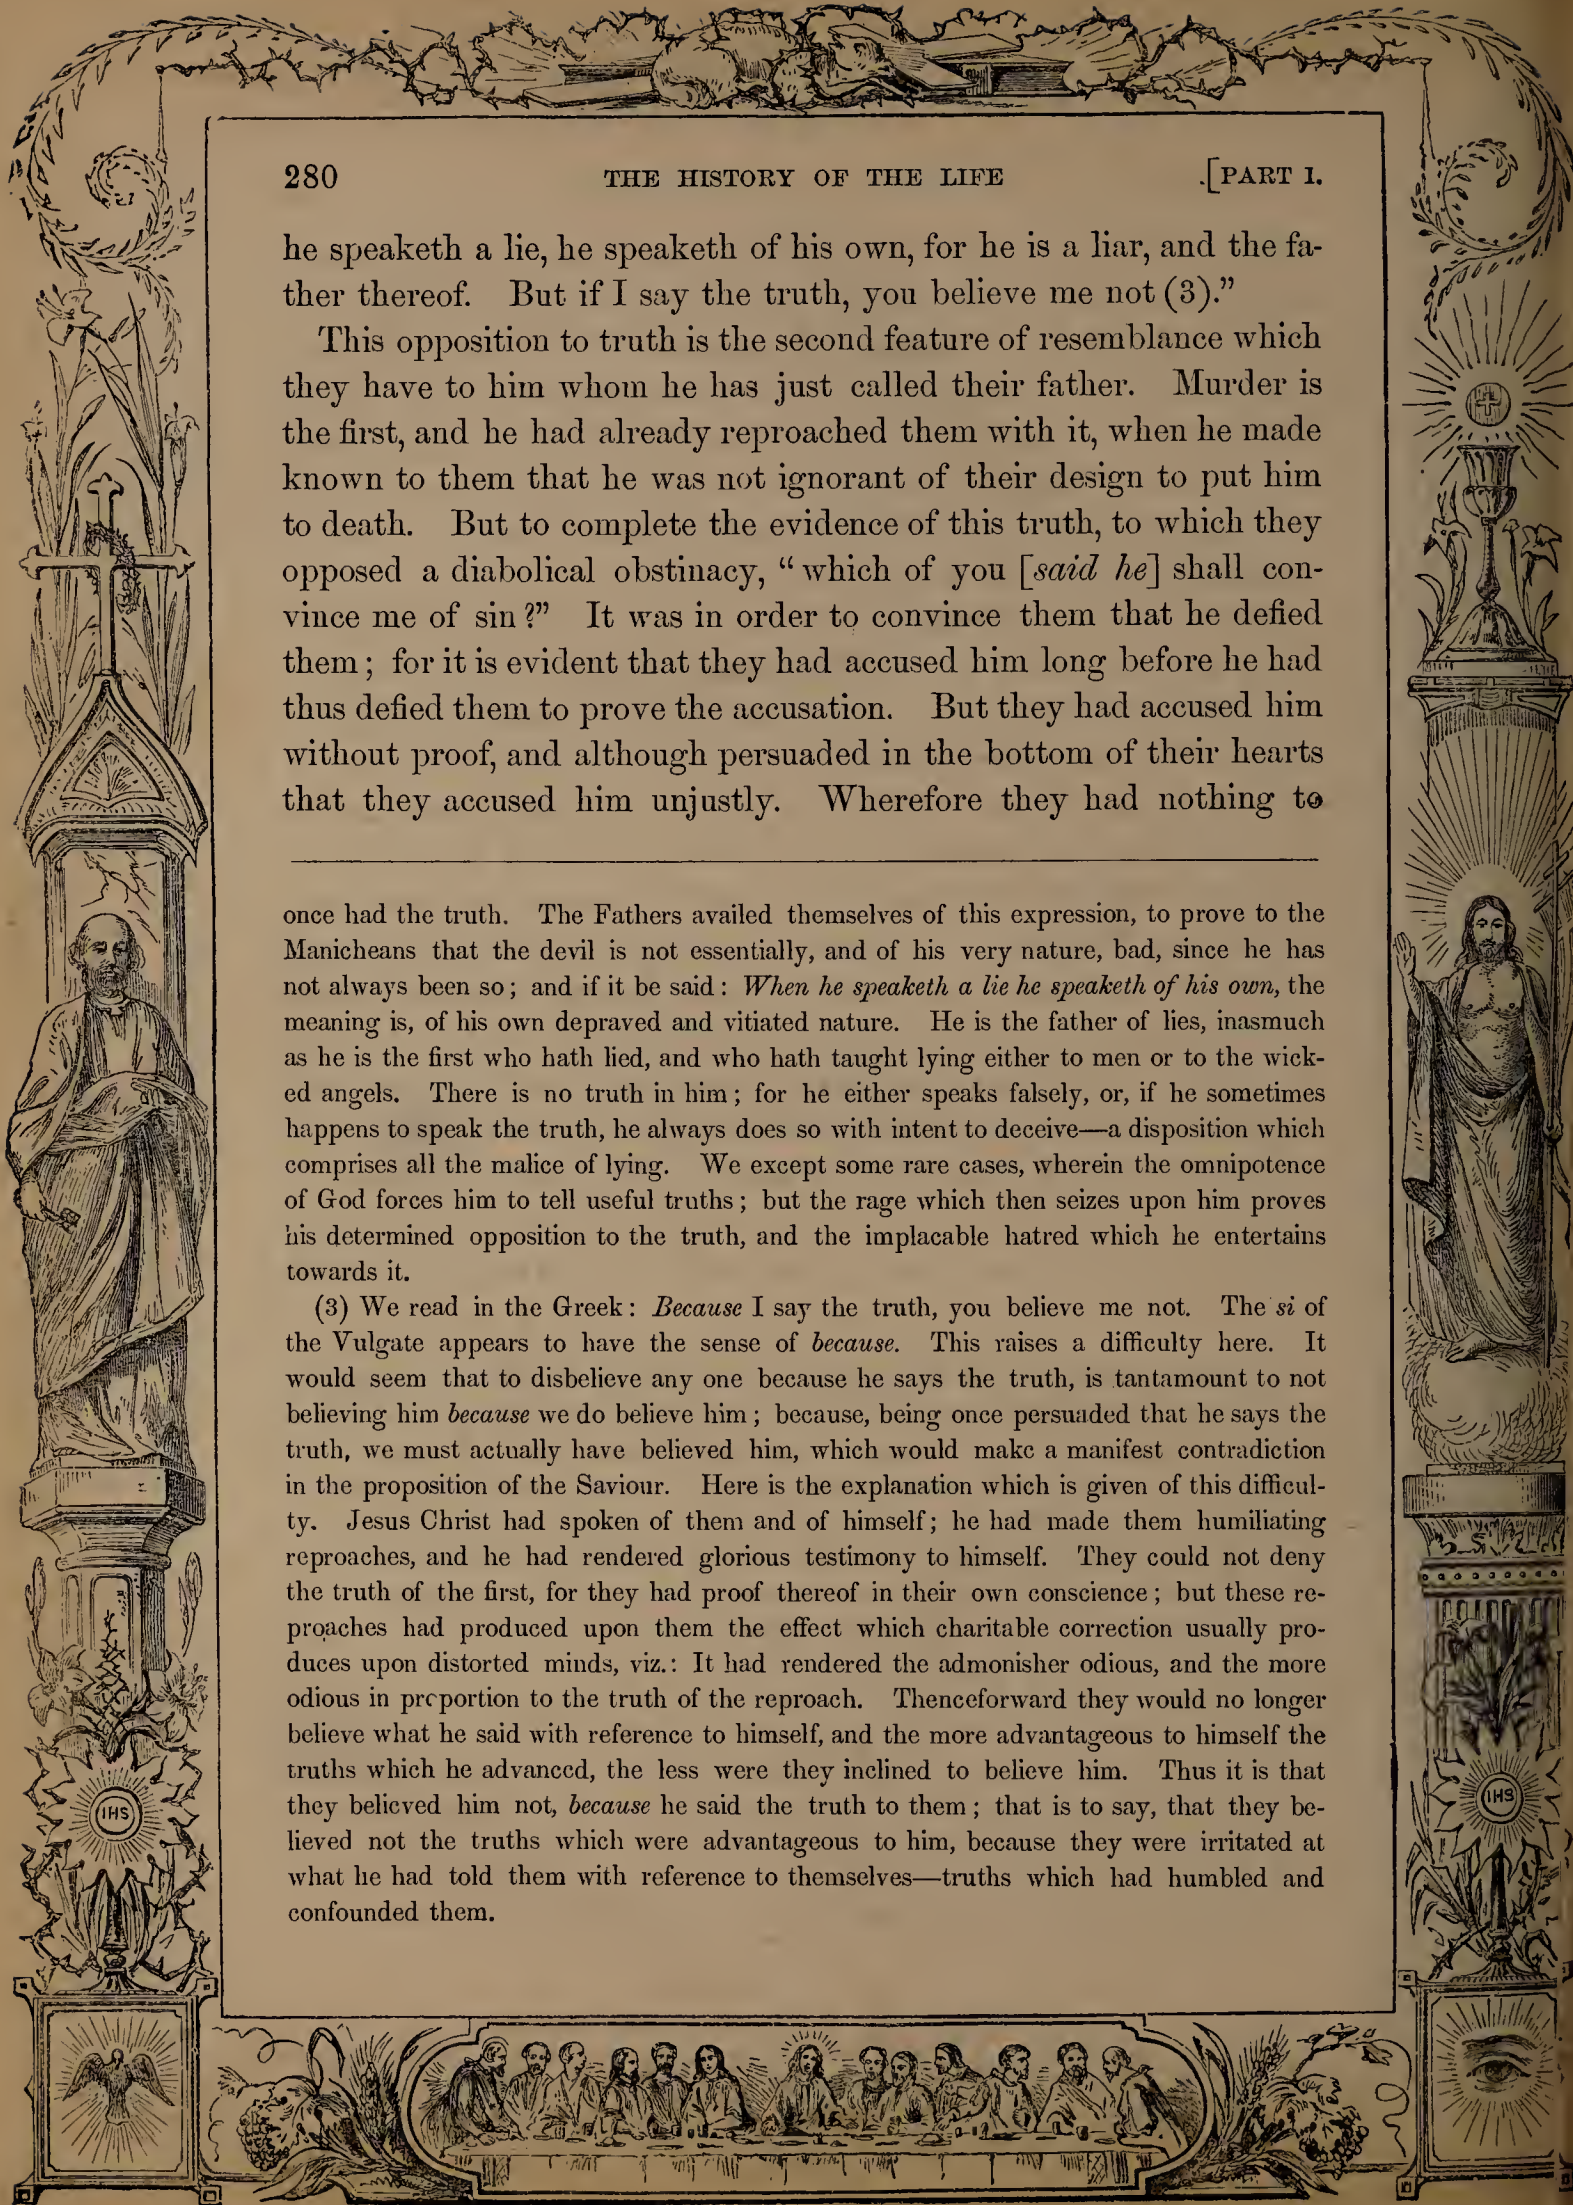 280 THE HISTORY OF THE LIFE .[PART I.
he speaketh a lie, he speaketh of his own, for he is a liar, and the fa-
ther thereof. But if I say the truth, you believe me not (3).”
This opposition to truth is the second feature of resemblance which
they have to him whom he has just called their father. Murder is
the first, and he had already reproached them with it, when he made
known to them that he was not ignorant of their design to put him
to death. But to complete the evidence of this truth, to which they
opposed a diabolical obstinacy, “which of you [said he] shall con-
vince me of sin?” It was in order to convince them that he defied
them; for it is evident that they had accused him long before he had
thus defied them to prove the accusation. But they had accused him
without proof, and although persuaded in the bottom of their hearts
that they accused him unjustly. Wherefore they had nothing to
once had the truth. The Fathers availed themselves of this expression, to prove to the
Manicheans that the devil is not essentially, and of his very nature, bad, since he has
not always been so; and if it be said: When he speaketh a lie he speaketh of his own, the
meaning is, of his own depraved and vitiated nature. He is the father of lies, inasmuch
as he is the first who hath lied, and who hath taught lying either to men or to the wick-
ed angels. There is no truth in him; for he either speaks falsely, or, if he sometimes
happens to speak the truth, he always does so with intent to deceive—a disposition which
comprises all the malice of lying. We except some rare cases, wherein the omnipotence
of God forces him to tell useful truths; but the rage which then seizes upon him proves
his determined opposition to the truth, and the implacable hatred which he entertains
towards it.
(3) We read in the Greek: Because I say the truth, you believe me not. The si of
the Vulgate appears to have the sense of because. This raises a difficulty here. It
would seem that to disbelieve any one because he says the truth, is tantamount to not
believing him because we do believe him; because, being once persuaded that he says the
truth, we must actually have believed him, which would make a manifest contradiction
in the proposition of the Saviour. Here is the explanation which is given of this difficul-
ty. Jesus Christ had spoken of them and of himself; he had made them humiliating
reproaches, and he had rendered glorious testimony to himself. They could not deny
the truth of the first, for they had proof thereof in their own conscience; but these re-
proaches had produced upon them the effect which charitable correction usually pro-
duces upon distorted minds, viz.: It had rendered the admonisher odious, and the more
odious in proportion to the truth of the reproach. Thenceforward they would no longer
believe what he said with reference to himself, and the more advantageous to himself the
truths which he advanced, the less were they inclined to believe him. Thus it is that
they believed him not, because he said the truth to them; that is to say, that they be-
lieved not the truths which were advantageous to him, because they were irritated at
what he had told them with reference to themselves—truths which had humbled and
confounded them.
IHS
IHS